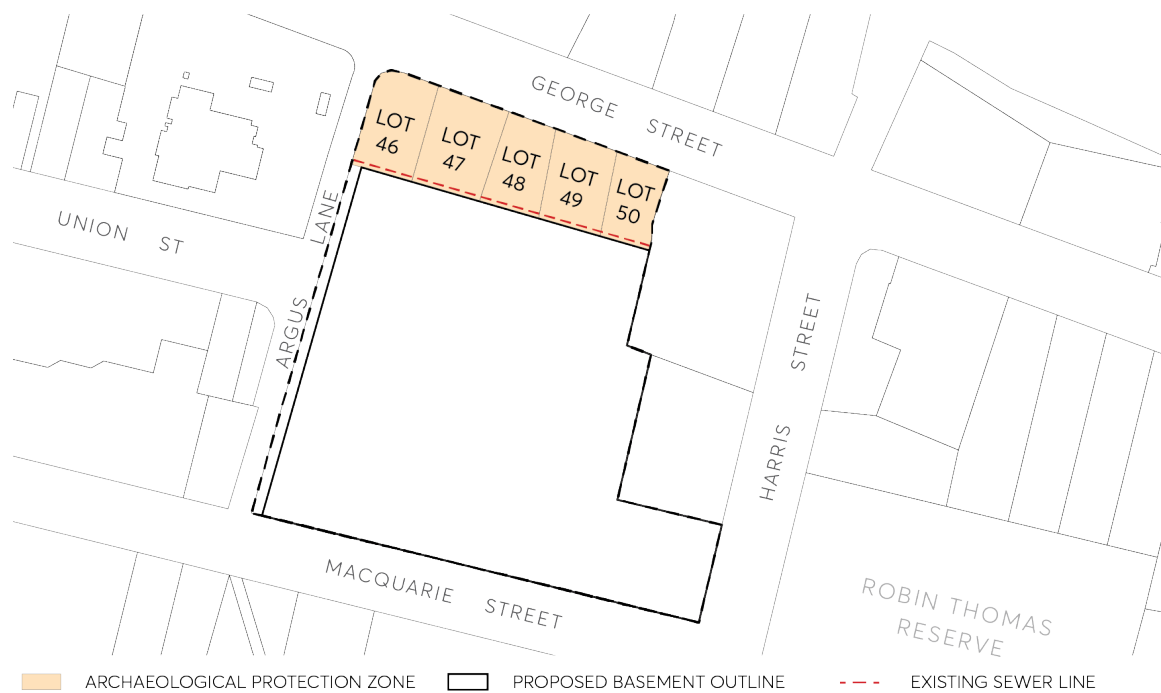 GEORGE STREET
LOT
46
LOT
47
LOT
48
LOT
49
LOT
50
UNION ST
ARGUS LANE
HARRIS STREET
MACQUARIE STREET
ROBIN THOMAS
RESERVE
ARCHAEOLOGICAL PROTECTION ZONE
PROPOSED BASEMENT OUTLINE
EXISTING SEWER LINE